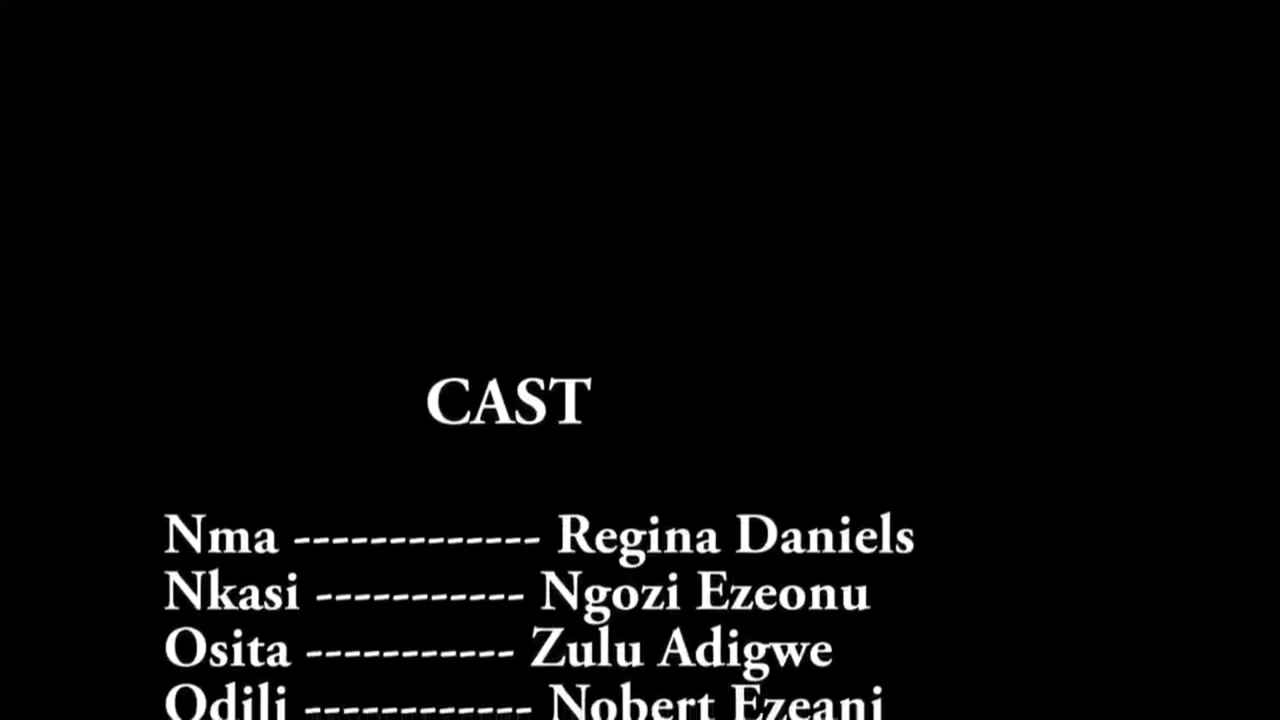 CAST
Nma ------------- Regina Daniels
Nkasi ----------- Ngozi Ezeonu
Osita ----------- Zulu Adigwe
Odili ------------ Nobert Ezeani